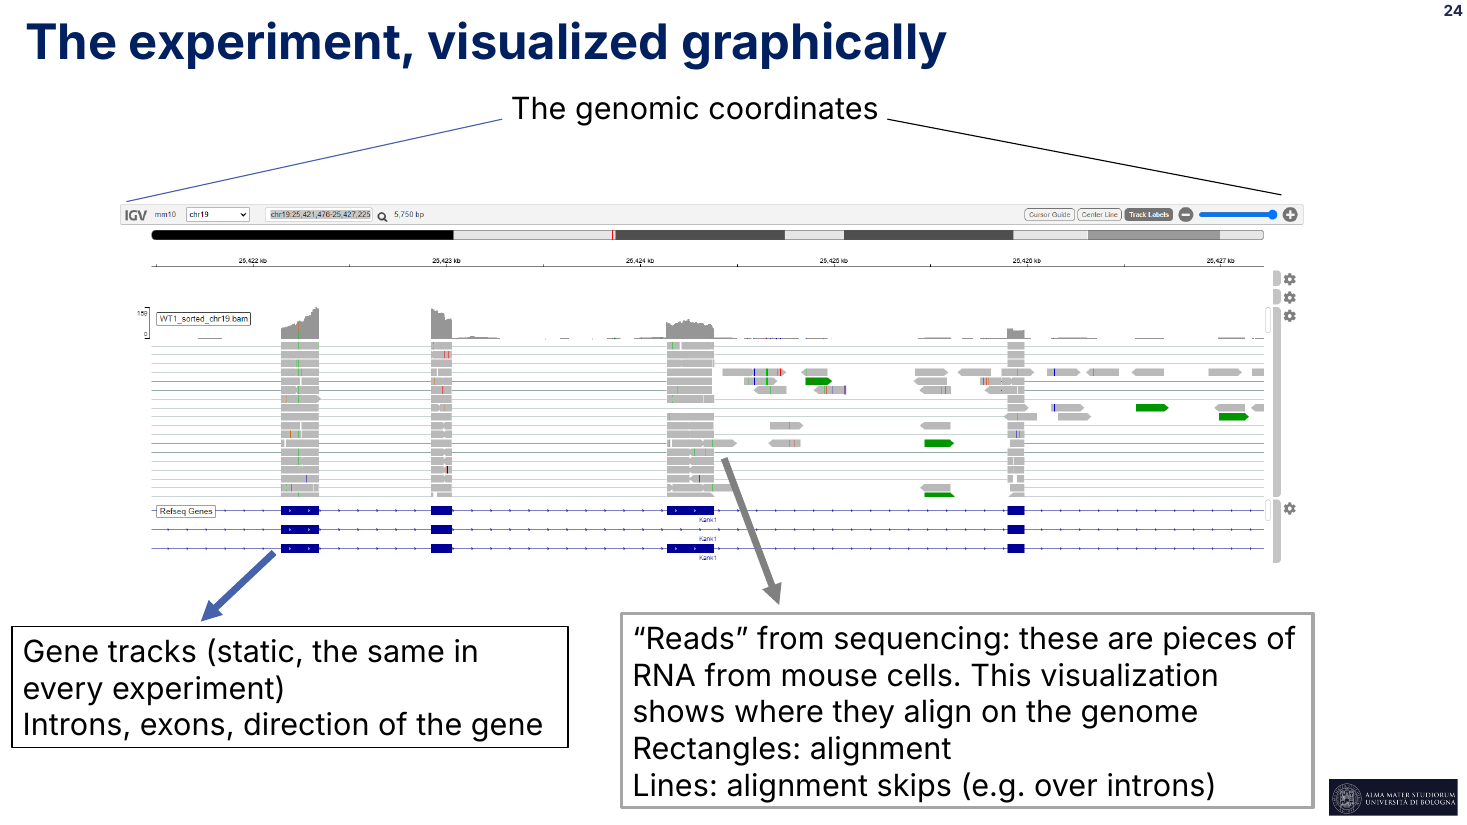 24
The experiment, visualized graphically
The genomic coordinates
IGV mm10 chr19 chr19:25,421,476-25,427,225 5,750 bp Cursor Guide Center Line Track Labels
25,422 kb 25,423 kb 25,424 kb 25,425 kb 25,426 kb 25,427 kb
159
WT1_sorted_chr19.bam
0
Refseq Genes
Kank1
Kank1
Kank1
Gene tracks (static, the same in
every experiment)
Introns, exons, direction of the gene
“Reads” from sequencing: these are pieces of
RNA from mouse cells. This visualization
shows where they align on the genome
Rectangles: alignment
Lines: alignment skips (e.g. over introns)
ALMA MATER STUDIORUM
UNIVERSITÀ DI BOLOGNA